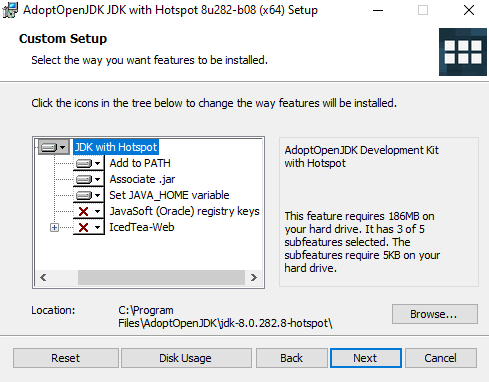 AdoptOpenJDK JDK with Hotspot 8u282-b08 (x64) Setup
Custom Setup
Select the way you want features to be installed.
Click the icons in the tree below to change the way features will be installed.
JDK with Hotspot
Add to PATH
Associate .jar
Set JAVA_HOME variable
JavaSoft (Oracle) registry keys
IcedTea-Web
AdoptOpenJDK Development Kit
with Hotspot
This feature requires 186MB on
your hard drive. It has 3 of 5
subfeatures selected. The
subfeatures require 5KB on your
hard drive.
Location:
C:\Program
Files\AdoptOpenJDK\jdk-8.0.282.8-hotspot\
Browse...
Reset
Disk Usage
Back
Next
Cancel